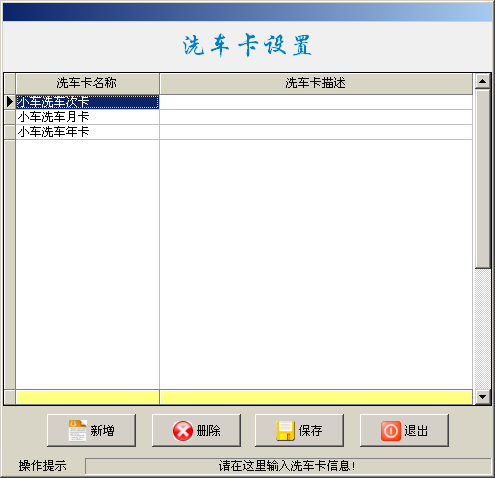 洗车卡设置
洗车卡名称 洗车卡描述
小车洗车次卡
小车洗车月卡
小车洗车年卡
新增 删除 保存 退出
操作提示 请在这里输入洗车卡信息!